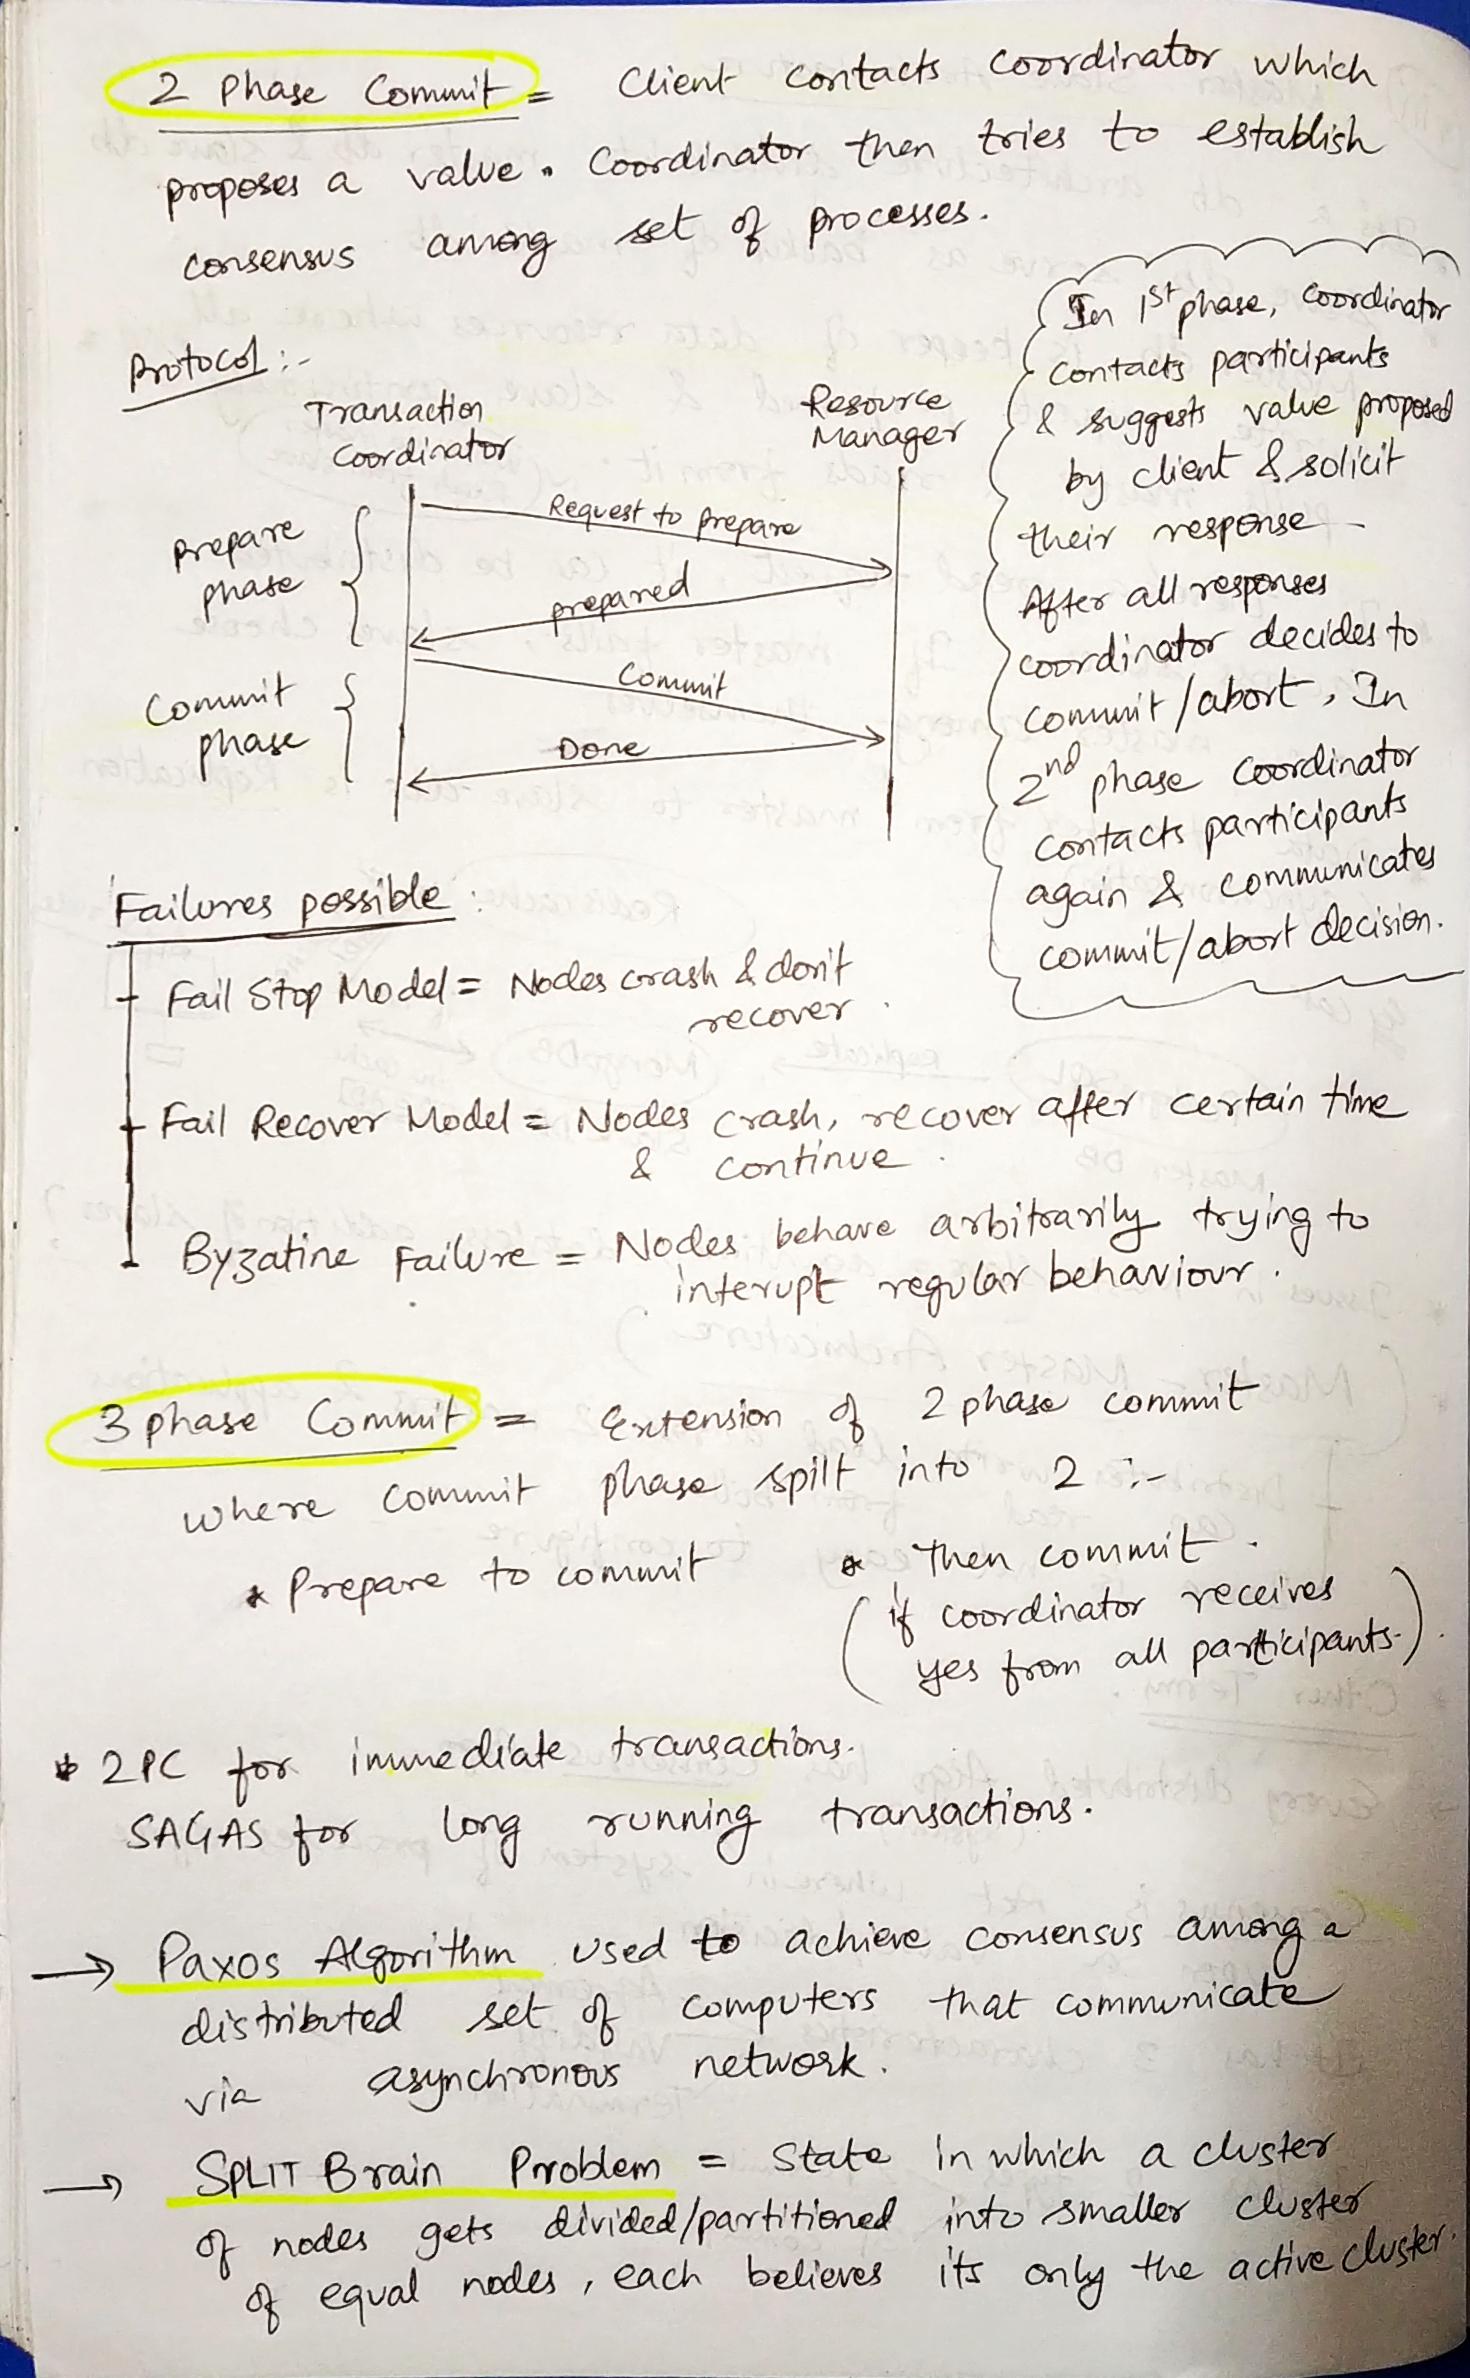 2 Phase Commit = Client contacts coordinator which
proposes a value. Coordinator then tries to establish
consensus among set of processes.
Protocol :-
Transaction
Coordinator
Resource
Manager
Prepare
phase
Request to prepare
prepared
Commit
phase
Commit
Done
In 1st phase, Coordinator
contacts participants
& suggests value proposed
by client & solicit
their response
After all responses
coordinator decides to
commit/abort, In
2nd phase Coordinator
contacts participants
again & communicates
commit/abort decision.
Failures possible :
Fail Stop Model = Nodes crash & don't
recover.
Fail Recover Model = Nodes crash, recover after certain time
& continue.
Byzatine Failure = Nodes behave arbitrarily trying to
interupt regular behaviour.
3 phase Commit = Extension of 2 phase commit
where commit phase spilt into 2 :-
* Prepare to commit * Then commit.
(if coordinator receives
yes from all participants.).
* 2PC for immediate transactions.
SAGAS for long running transactions.
→ Paxos Algorithm used to achieve consensus among a
distributed set of computers that communicate
via asynchronous network.
→ SPLIT Brain Problem = State in which a cluster
of nodes gets divided/partitioned into smaller cluster
of equal nodes, each believes its only the active cluster.